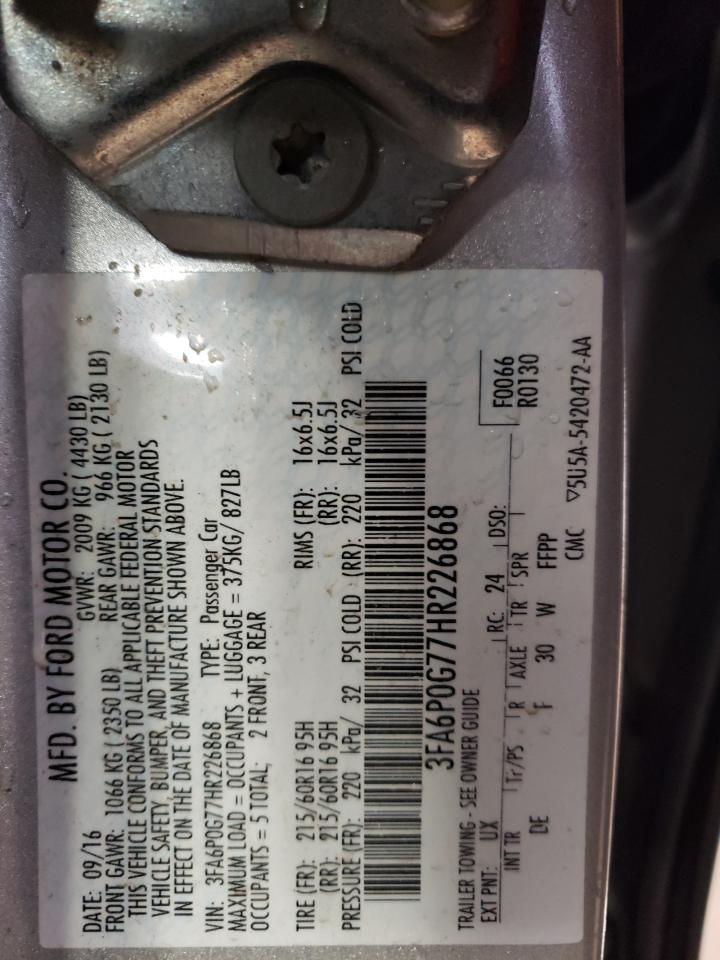 MFD. BY FORD MOTOR CO.
DATE: 09/16 GVWR: 2009 KG ( 4430 LB)
FRONT GAWR: 1066 KG ( 2350 LB) REAR GAWR: 966 KG ( 2130 LB)
THIS VEHICLE CONFORMS TO ALL APPLICABLE FEDERAL MOTOR
VEHICLE SAFETY, BUMPER, AND THEFT PREVENTION STANDARDS
IN EFFECT ON THE DATE OF MANUFACTURE SHOWN ABOVE.
VIN: 3FA6P0G77HR226868 TYPE: Passenger Car
MAXIMUM LOAD = OCCUPANTS + LUGGAGE = 375KG/ 827LB
OCCUPANTS = 5 TOTAL; 2 FRONT, 3 REAR
TIRE (FR): 215/60R16 95H RIMS (FR): 16x6.5J
(RR): 215/60R16 95H (RR): 16x6.5J
PRESSURE (FR): 220 kPa/ 32 PSI COLD (RR): 220 kPa/ 32 PSI COLD
3FA6P0G77HR226868
TRAILER TOWING - SEE OWNER GUIDE
EXT PNT: UX RC: 24 DSO: F0066
R0130
INT TR Tr/PS R AXLE TR SPR
DE F 30 W FFPP
CMC ▽5U5A-5420472-AA